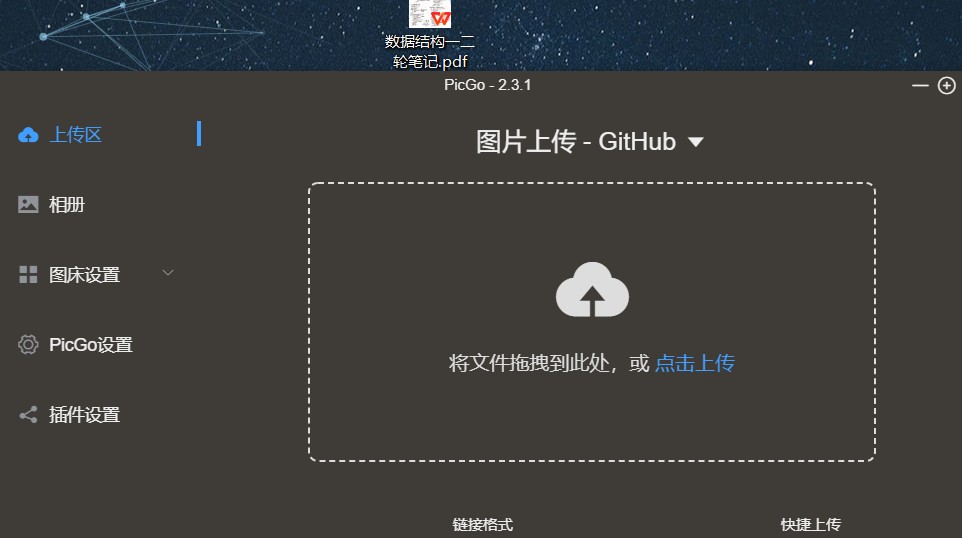 数据结构一二
轮笔记.pdf
PicGo - 2.3.1
上传区
图片上传 - GitHub
相册
图床设置
PicGo设置
将文件拖拽到此处，或 点击上传
插件设置
链接格式
快捷上传